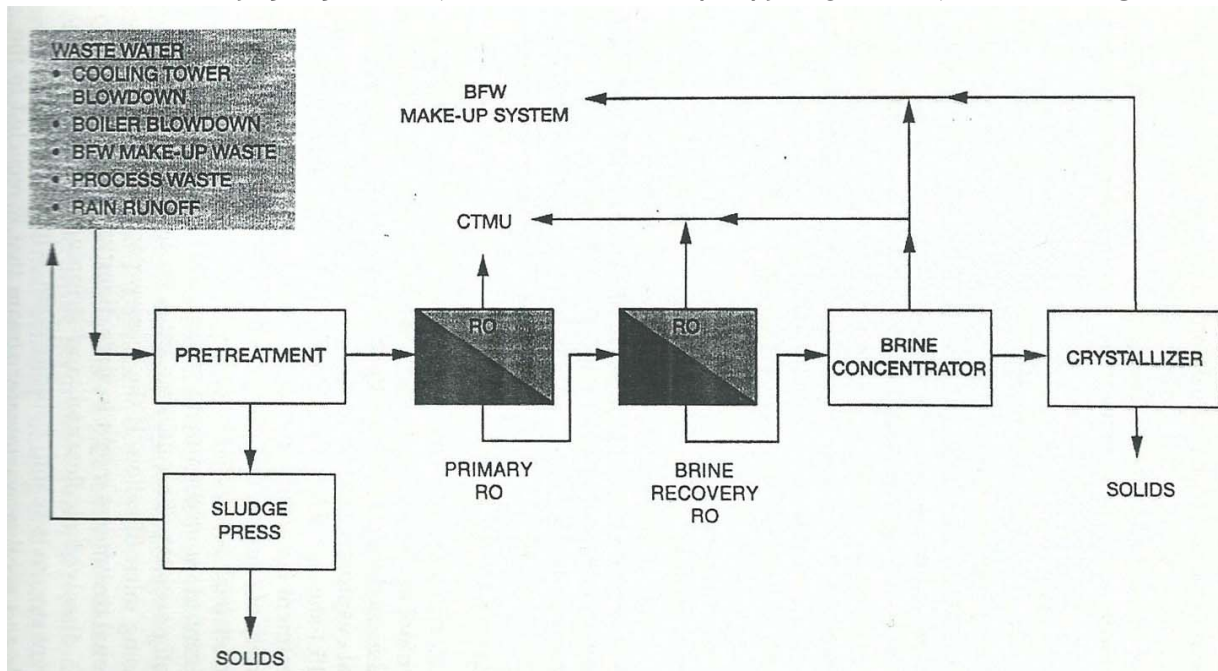 WASTE WATER
• COOLING TOWER
BLOWDOWN
• BOILER BLOWDOWN
• BFW MAKE-UP WASTE
• PROCESS WASTE
• RAIN RUNOFF
BFW
MAKE-UP SYSTEM
CTMU
PRETREATMENT
RO
RO
BRINE
CONCENTRATOR
CRYSTALLIZER
PRIMARY
RO
BRINE
RECOVERY
RO
SOLIDS
SLUDGE
PRESS
SOLIDS